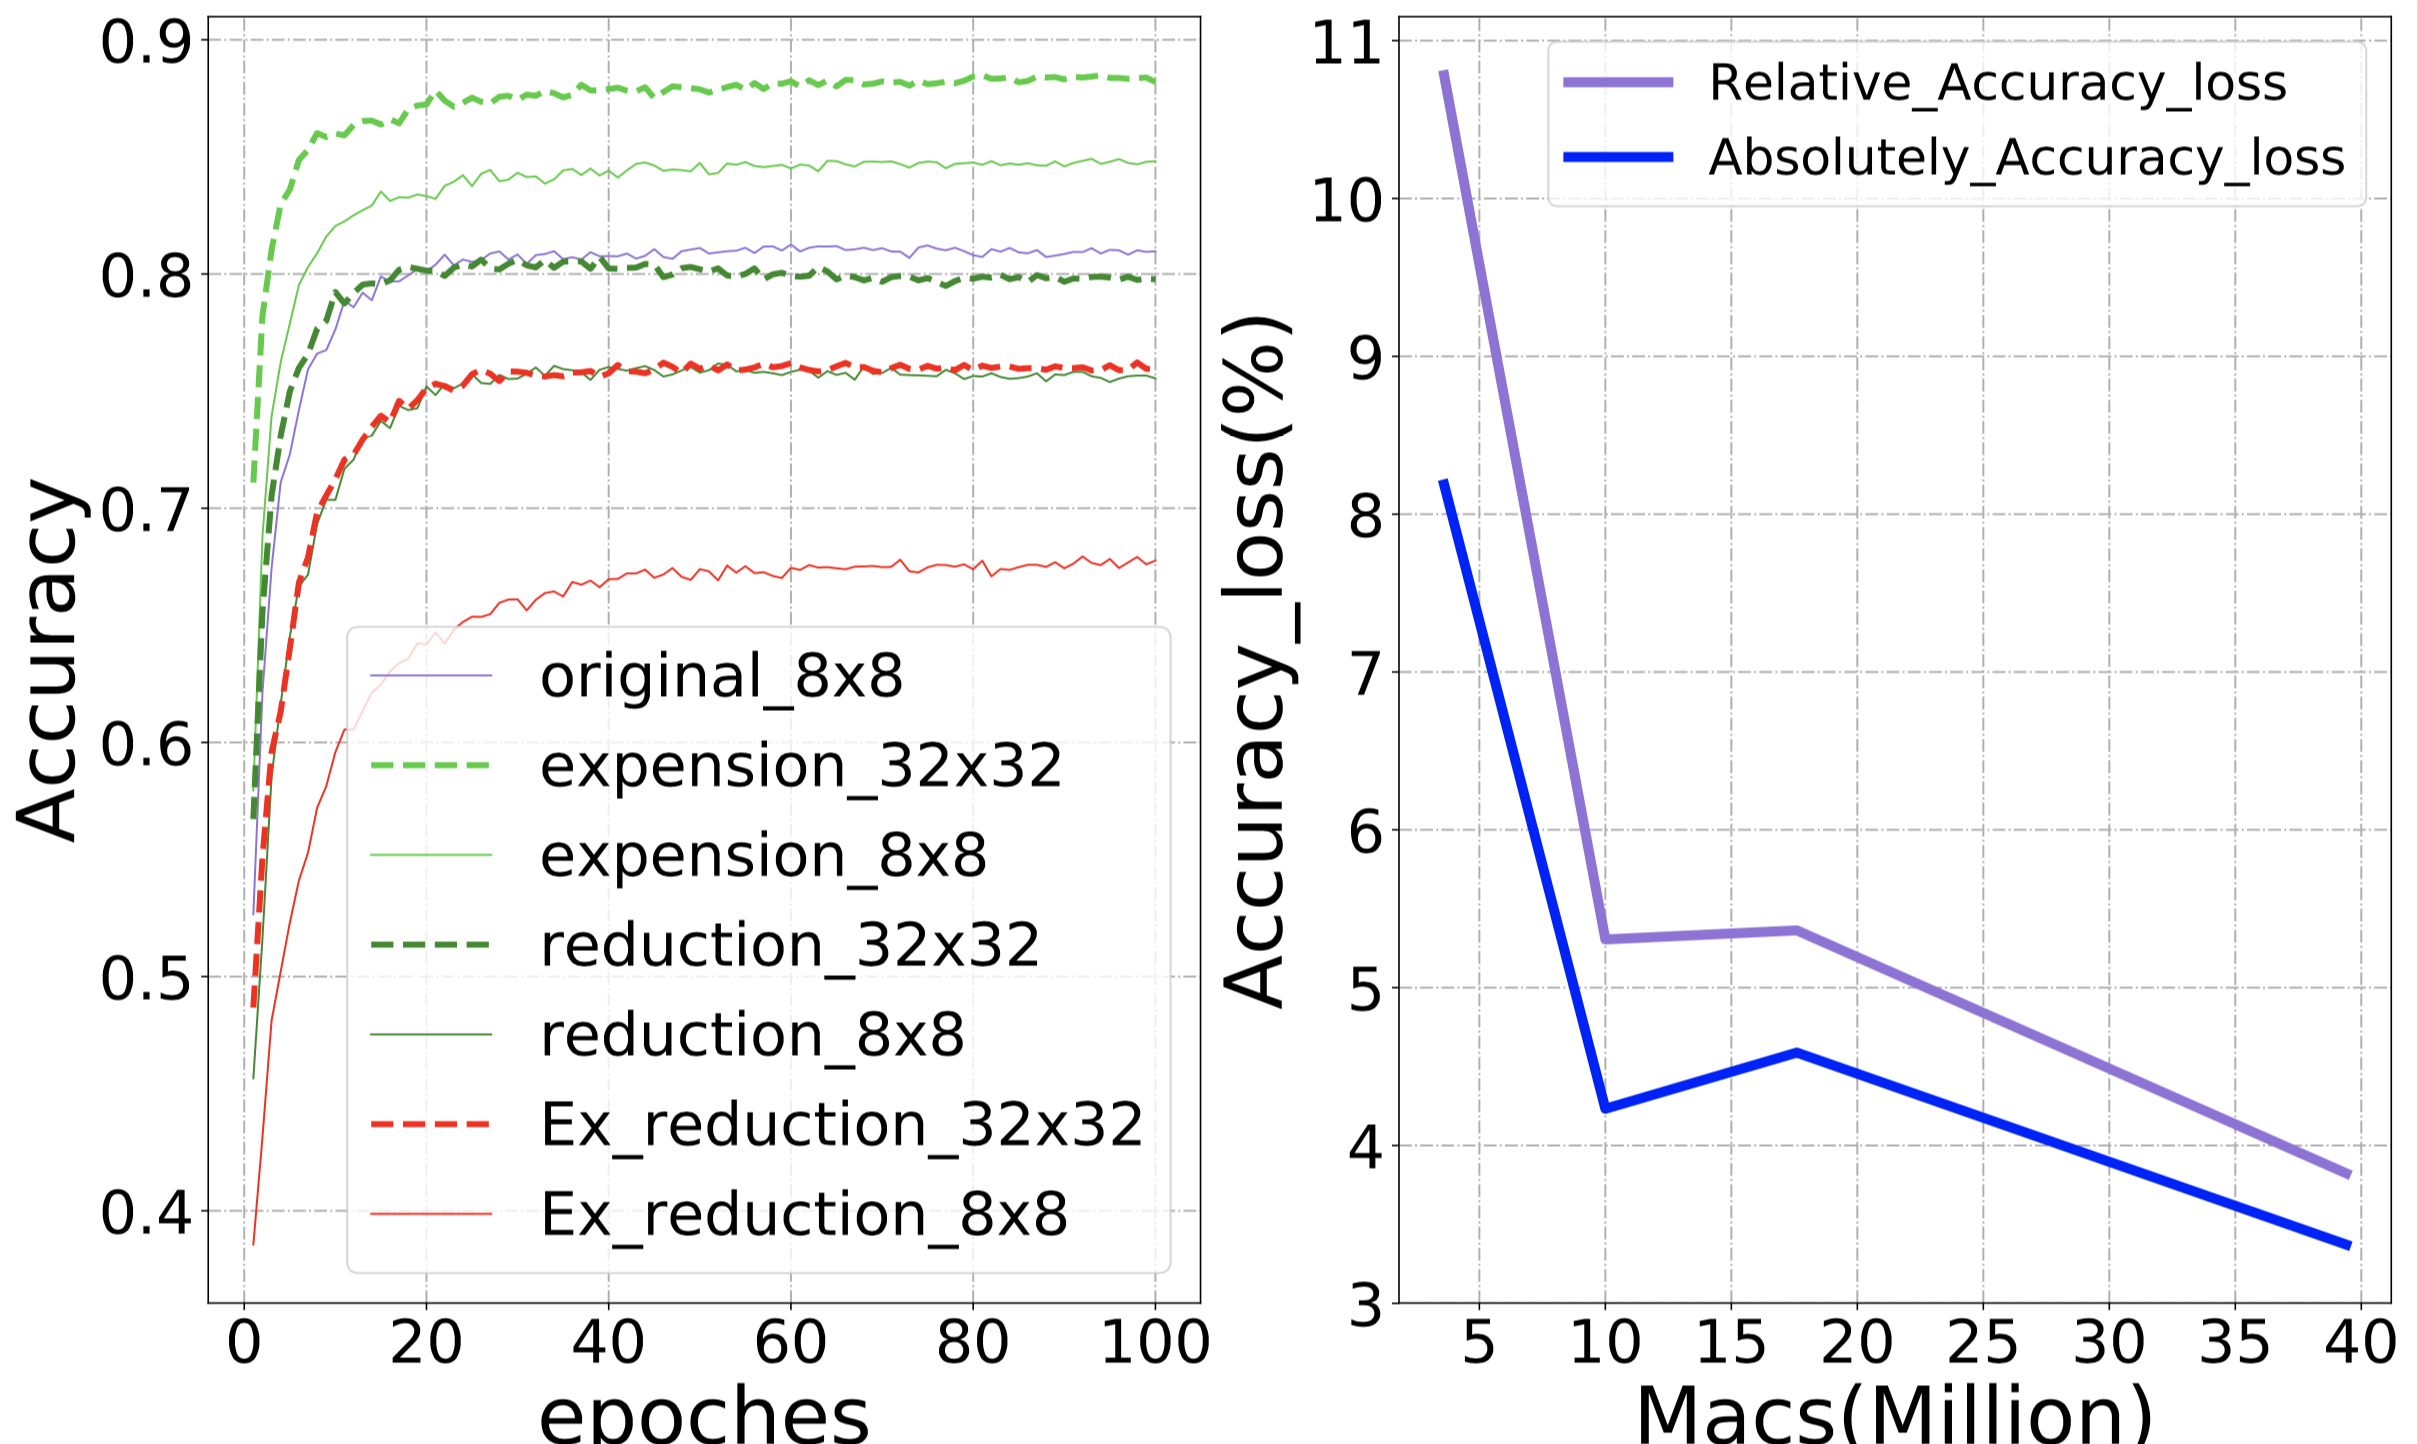 0.9
0.8
0.7
0.6
0.5
0.4
Accuracy
original_8x8
expension_32x32
expension_8x8
reduction_32x32
reduction_8x8
Ex_reduction_32x32
Ex_reduction_8x8
0 20 40 60 80 100
epoches
11
10
9
8
7
6
5
4
3
Accuracy_loss(%)
Relative_Accuracy_loss
Absolutely_Accuracy_loss
5 10 15 20 25 30 35 40
Macs(Million)